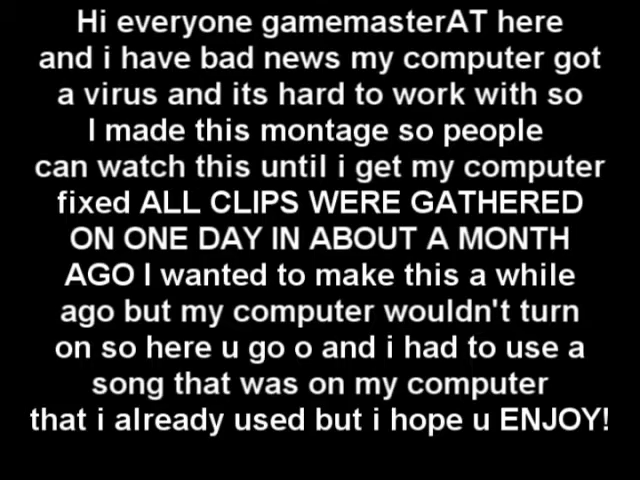 Hi everyone gamemasterAT here
and i have bad news my computer got
a virus and its hard to work with so
I made this montage so people
can watch this until i get my computer
fixed ALL CLIPS WERE GATHERED
ON ONE DAY IN ABOUT A MONTH
AGO I wanted to make this a while
ago but my computer wouldn't turn
on so here u go o and i had to use a
song that was on my computer
that i already used but i hope u ENJOY!